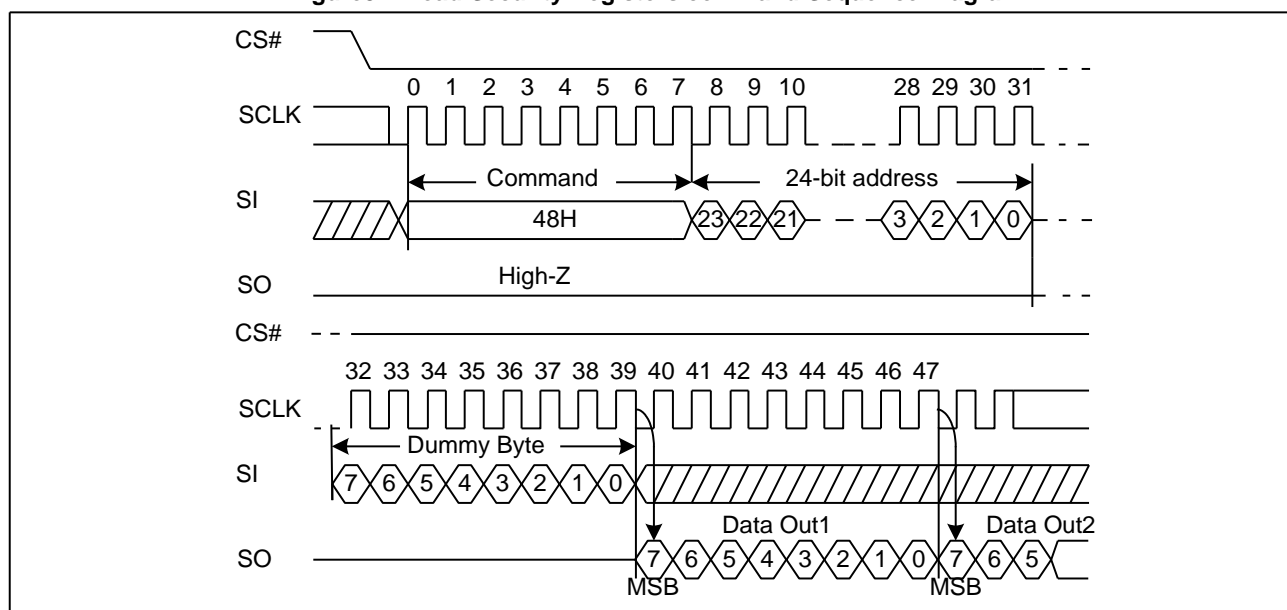 CS#
0 1 2 3 4 5 6 7 8 9 10 28 29 30 31
SCLK
Command 24-bit address
SI
48H 23 22 21 3 2 1 0
High-Z
SO
CS#
32 33 34 35 36 37 38 39 40 41 42 43 44 45 46 47
SCLK
Dummy Byte
SI
7 6 5 4 3 2 1 0
Data Out1 Data Out2
SO
7 6 5 4 3 2 1 0 7 6 5
MSB MSB